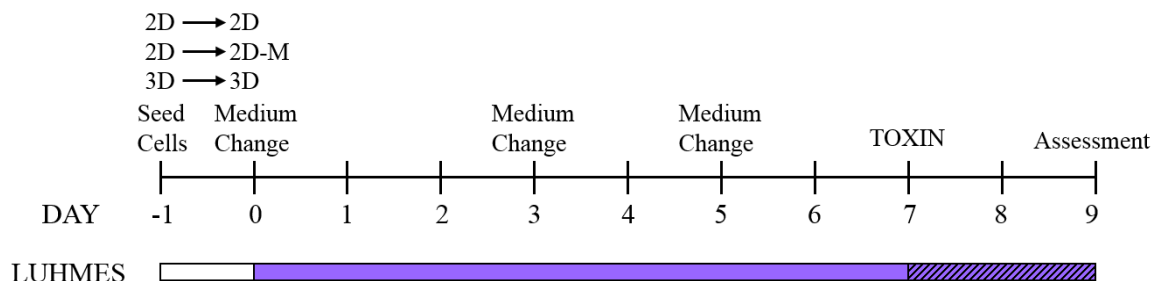 2D → 2D
2D → 2D-M
3D → 3D
Seed Cells
Medium Change
Medium Change
Medium Change
TOXIN
Assessment
DAY -1 0 1 2 3 4 5 6 7 8 9
LUHMES